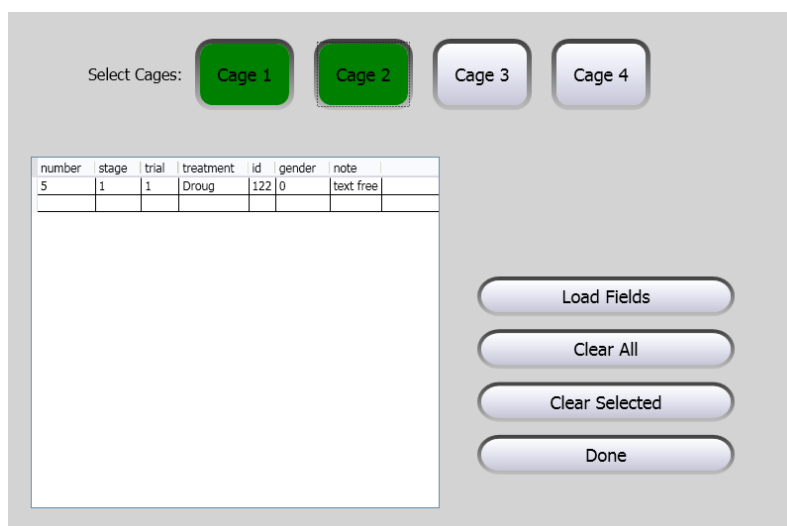 Select Cages: Cage 1 Cage 2 Cage 3 Cage 4
number stage trial treatment id gender note
5 1 1 Droug 122 0 text free
Load Fields
Clear All
Clear Selected
Done